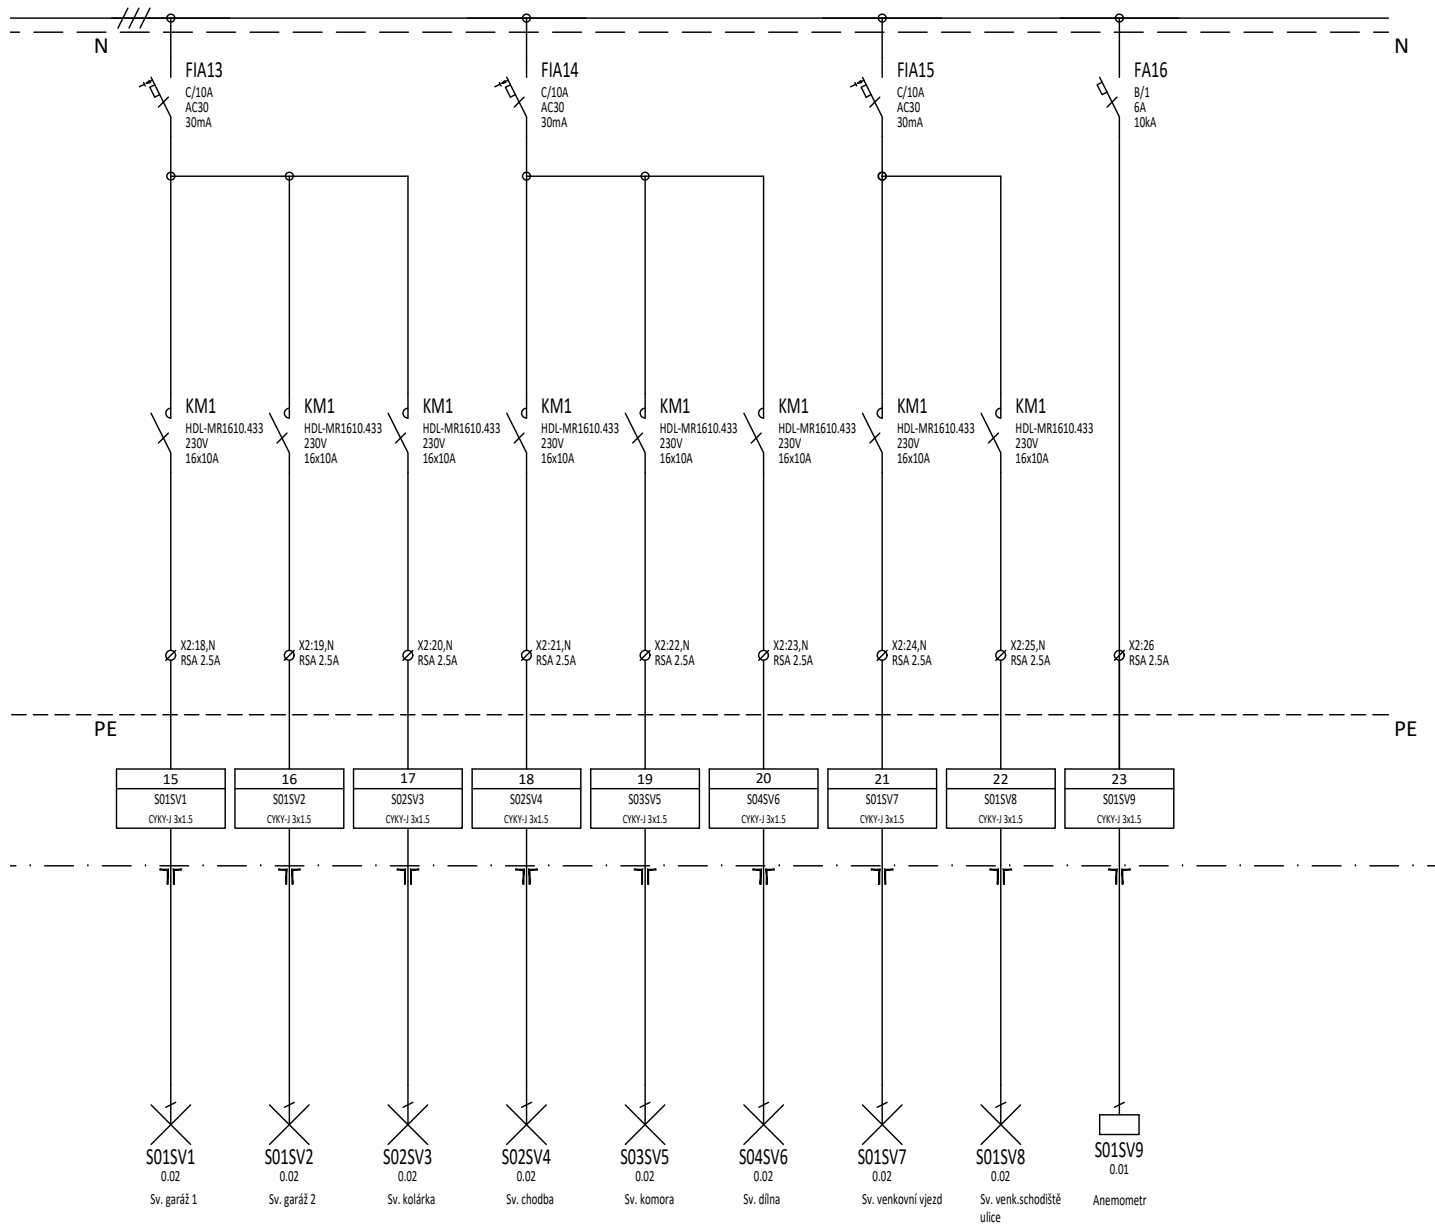 N
N
FIA13
C/10A
AC30
30mA
FIA14
C/10A
AC30
30mA
FIA15
C/10A
AC30
30mA
FA16
B/1
6A
10kA
KM1
HDL-MR1610.433
230V
16x10A
KM1
HDL-MR1610.433
230V
16x10A
KM1
HDL-MR1610.433
230V
16x10A
KM1
HDL-MR1610.433
230V
16x10A
KM1
HDL-MR1610.433
230V
16x10A
KM1
HDL-MR1610.433
230V
16x10A
KM1
HDL-MR1610.433
230V
16x10A
KM1
HDL-MR1610.433
230V
16x10A
X2:18,N
RSA 2.5A
X2:19,N
RSA 2.5A
X2:20,N
RSA 2.5A
X2:21,N
RSA 2.5A
X2:22,N
RSA 2.5A
X2:23,N
RSA 2.5A
X2:24,N
RSA 2.5A
X2:25,N
RSA 2.5A
X2:26
RSA 2.5A
PE
PE
15
S01SV1
CYKY-J 3x1.5
16
S01SV2
CYKY-J 3x1.5
17
S02SV3
CYKY-J 3x1.5
18
S02SV4
CYKY-J 3x1.5
19
S03SV5
CYKY-J 3x1.5
20
S04SV6
CYKY-J 3x1.5
21
S01SV7
CYKY-J 3x1.5
22
S01SV8
CYKY-J 3x1.5
23
S01SV9
CYKY-J 3x1.5
S01SV1
0.02
Sv. garáž 1
S01SV2
0.02
Sv. garáž 2
S02SV3
0.02
Sv. kolárka
S02SV4
0.02
Sv. chodba
S03SV5
0.02
Sv. komora
S04SV6
0.02
Sv. dílna
S01SV7
0.02
Sv. venkovní vjezd
S01SV8
0.02
Sv. venk.schodiště
ulice
S01SV9
0.01
Anemometr